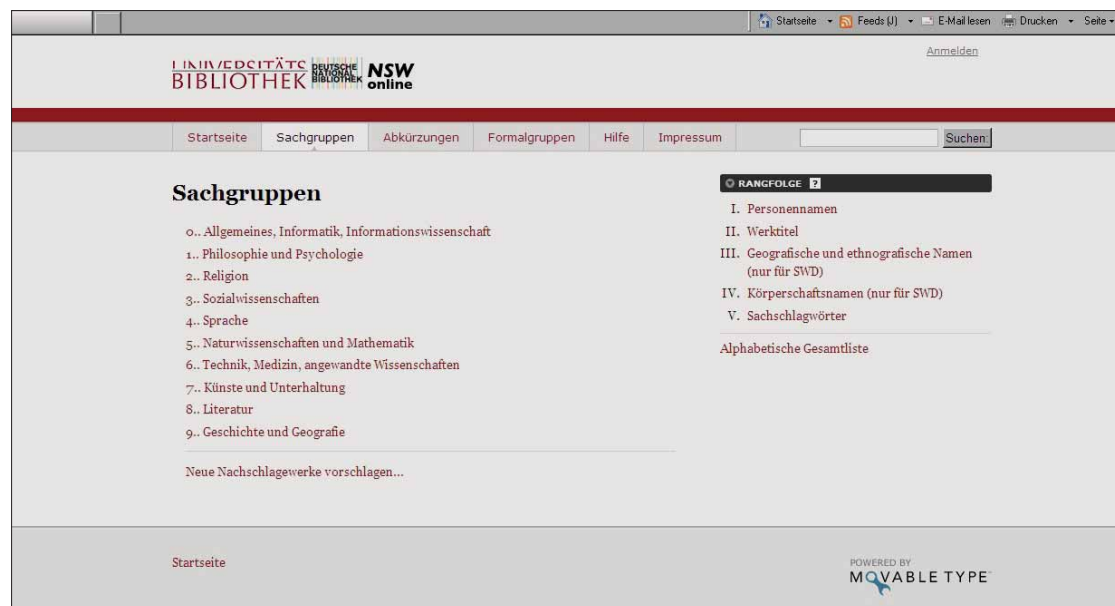 Startseite Feeds (J) E-Mail lesen Drucken Seite
Anmelden
UNIVERSITÄTS
BIBLIOTHEK
DEUTSCHE
NATIONAL
BIBLIOTHEK
NSW
online
Startseite Sachgruppen Abkürzungen Formalgruppen Hilfe Impressum Suchen
Sachgruppen
0.. Allgemeines, Informatik, Informationswissenschaft
1.. Philosophie und Psychologie
2.. Religion
3.. Sozialwissenschaften
4.. Sprache
5.. Naturwissenschaften und Mathematik
6.. Technik, Medizin, angewandte Wissenschaften
7.. Künste und Unterhaltung
8.. Literatur
9.. Geschichte und Geografie
Neue Nachschlagewerke vorschlagen...
RANGFOLGE ?
I. Personennamen
II. Werktitel
III. Geografische und ethnografische Namen
(nur für SWD)
IV. Körperschaftsnamen (nur für SWD)
V. Sachschlagwörter
Alphabetische Gesamtliste
Startseite
POWERED BY
MOVABLE TYPE